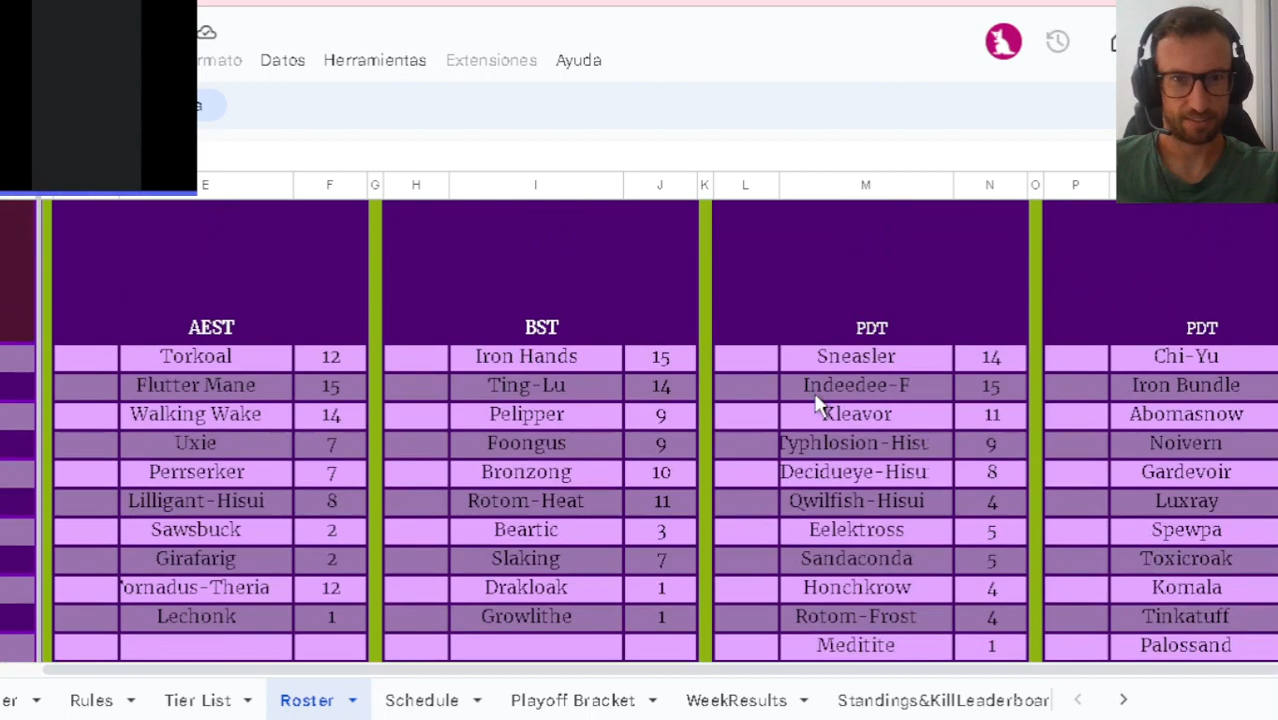 rmato Datos Herramientas Extensiones Ayuda
a
E F G H I J K L M N O P
AEST BST PDT PDT
Torkoal 12 Iron Hands 15 Sneasler 14 Chi-Yu
Flutter Mane 15 Ting-Lu 14 Indeedee-F 15 Iron Bundle
Walking Wake 14 Pelipper 9 Kleavor 11 Abomasnow
Uxie 7 Foongus 9 Typhlosion-Hisu 9 Noivern
Perrserker 7 Bronzong 10 Decidueye-Hisu 8 Gardevoir
Lilligant-Hisui 8 Rotom-Heat 11 Qwilfish-Hisui 4 Luxray
Sawsbuck 2 Beartic 3 Eelektross 5 Spewpa
Girafarig 2 Slaking 7 Sandaconda 5 Toxicroak
ornadus-Theria 12 Drakloak 1 Honchkrow 4 Komala
Lechonk 1 Growlithe 1 Rotom-Frost 4 Tinkatuff
Meditite 1 Palossand
er Rules Tier List Roster Schedule Playoff Bracket WeekResults Standings&KillLeaderboar